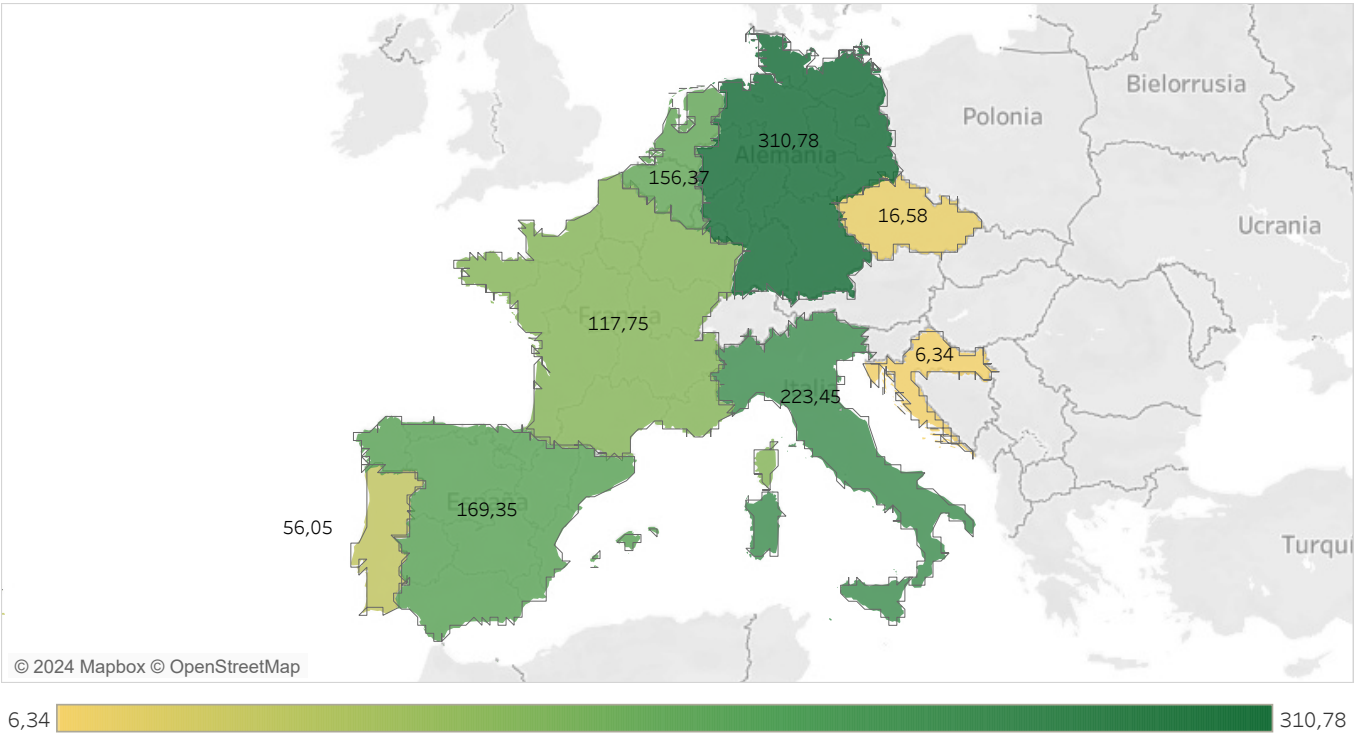 Bielorrusia
Polonia
310,78
Alemania
156,37
16,58
Ucrania
Francia
117,75
6,34
Italia
223,45
España
169,35
56,05
Turquí
© 2024 Mapbox © OpenStreetMap
6,34
310,78